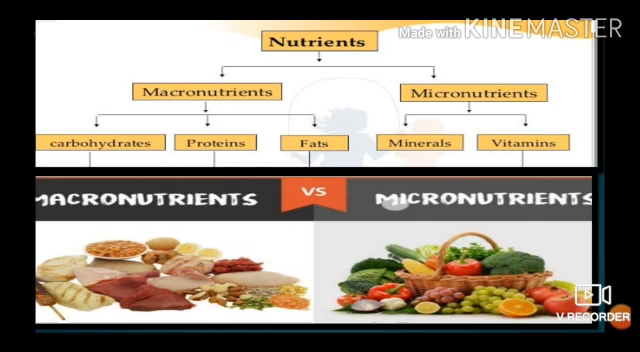 Made with KINEMASTER
Nutrients
Macronutrients Micronutrients
carbohydrates Proteins Fats Minerals Vitamins
MACRONUTRIENTS VS MICRONUTRIENTS
V.RECORDER